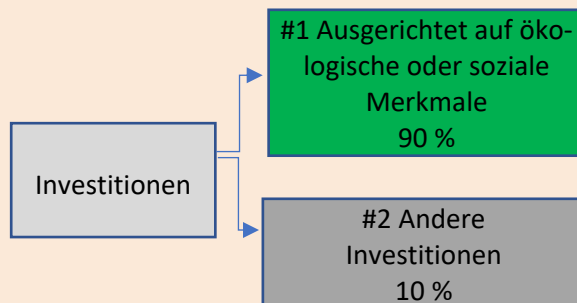 #1 Ausgerichtet auf öko-
logische oder soziale
Merkmale
90 %
Investitionen
#2 Andere
Investitionen
10 %